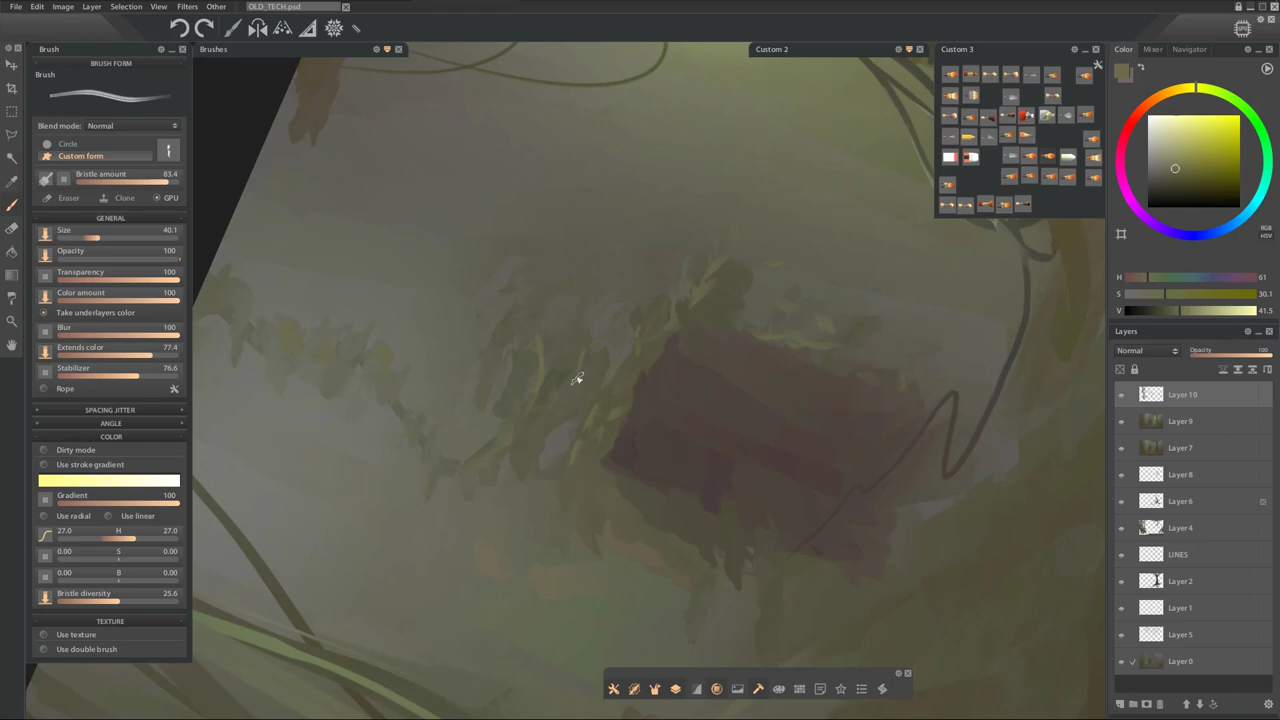 File Edit Image Layer Selection View Filters Other OLD_TECH.psd
Brush
BRUSH FORM
Brush
Blend mode: Normal
Circle
Custom form
Bristle amount 83.4
Eraser Clone GPU
GENERAL
Size 40.1
Opacity 100
Transparency 100
Color amount 100
Take underlayers color
Blur 100
Extends color 77.4
Stabilizer 76.6
Rope
SPACING JITTER
ANGLE
COLOR
Dirty mode
Use stroke gradient
Gradient 100
Use radial Use linear
27.0 H 27.0
0.00 S 0.00
0.00 B 0.00
Bristle diversity 25.6
TEXTURE
Use texture
Use double brush
Brushes
Custom 2
Custom 3
Color Mixer Navigator
RGB
HSV
H 61
S 30.1
V 41.5
Layers
Normal Opacity 100
Layer 10
Layer 9
Layer 7
Layer 8
Layer 6
Layer 4
LINES
Layer 2
Layer 1
Layer 5
Layer 0